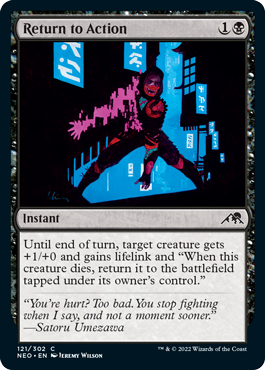 Return to Action 1
Instant
Until end of turn, target creature gets
+1/+0 and gains lifelink and “When this
creature dies, return it to the battlefield
tapped under its owner’s control.”
“You’re hurt? Too bad. You stop fighting
when I say, and not a moment sooner.”
—Satoru Umezawa
121/302 C
NEO • EN Jeremy Wilson
™ & © 2022 Wizards of the Coast